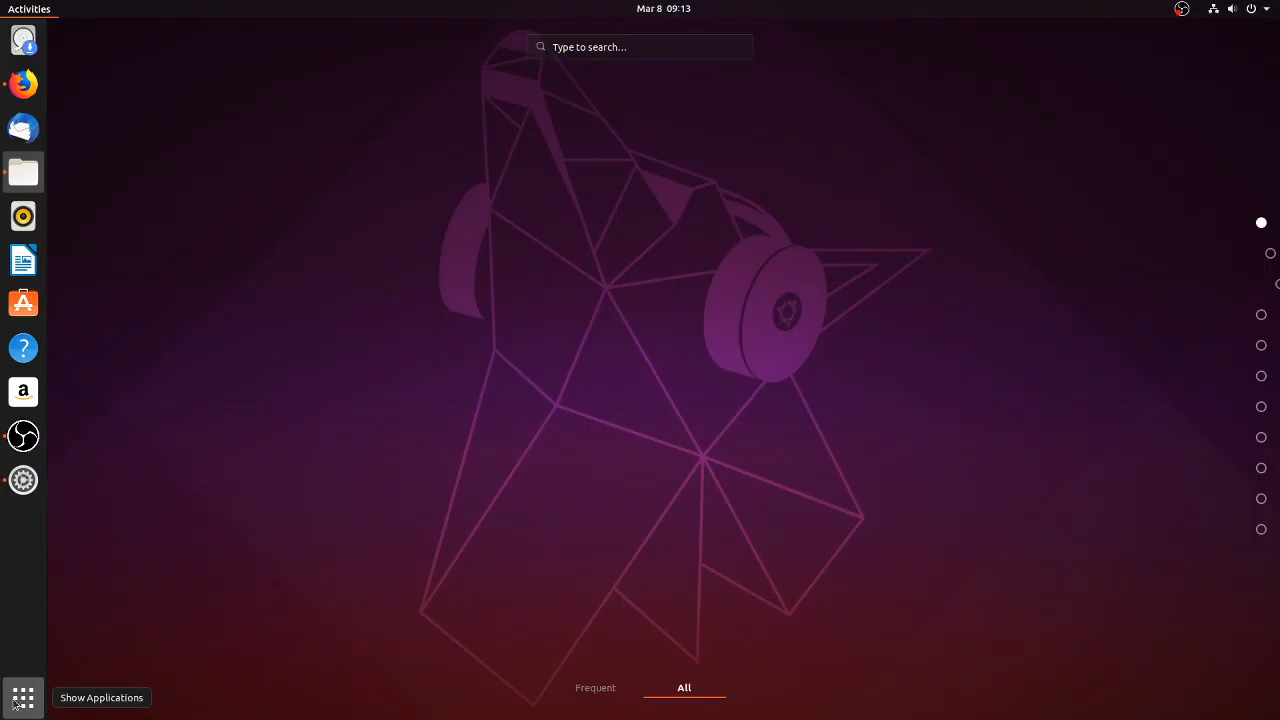 Activities
Mar 8 09:13
Type to search...
a
Show Applications
Frequent
All